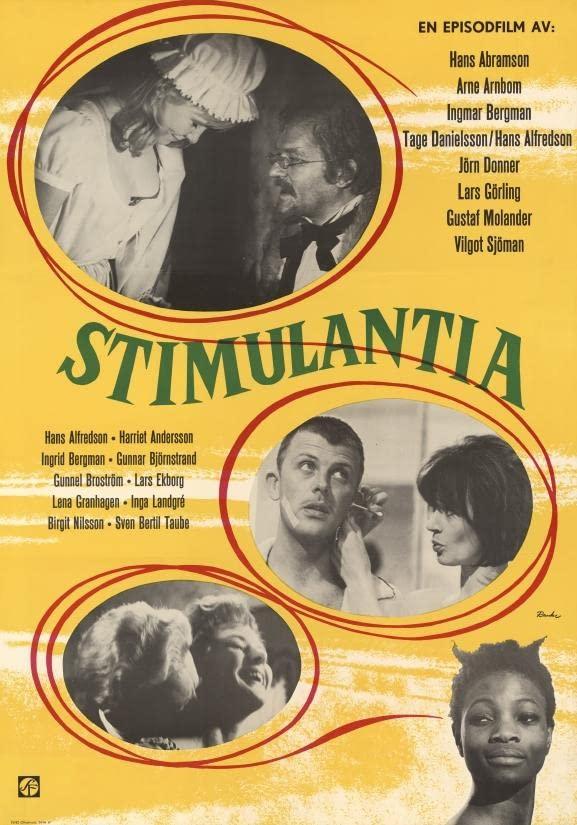 EN EPISODFILM AV:
Hans Abramson
Arne Arnbom
Ingmar Bergman
Tage Danielsson/Hans Alfredson
Jörn Donner
Lars Görling
Gustaf Molander
Vilgot Sjöman
STIMULANTIA
Hans Alfredson • Harriet Andersson
Ingrid Bergman • Gunnar Björnstrand
Gunnel Broström • Lars Ekborg
Lena Granhagen • Inga Landgré
Birgit Nilsson • Sven Bertil Taube
SF